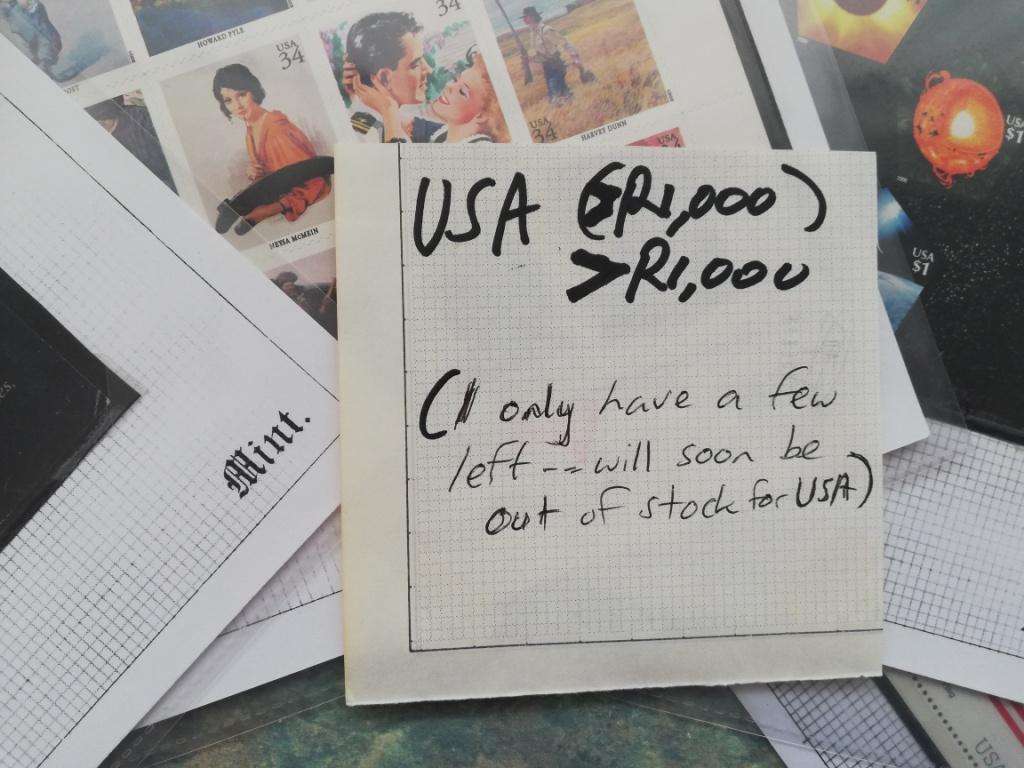 HOWARD PYLE
USA
34
34
34
HARVEY DUNN
USA
NEYSA MCMEIN
USA
$1
USA
$1
Mint.
USA (>R1,000)
>R1,000
(I only have a few
left -- will soon be
out of stock for USA)
USA